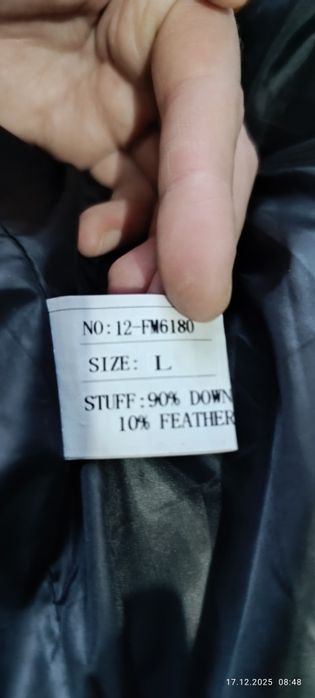 NO:12-FM6180
SIZE: L
STUFF:90% DOWN
10% FEATHER
17.12.2025 08:48